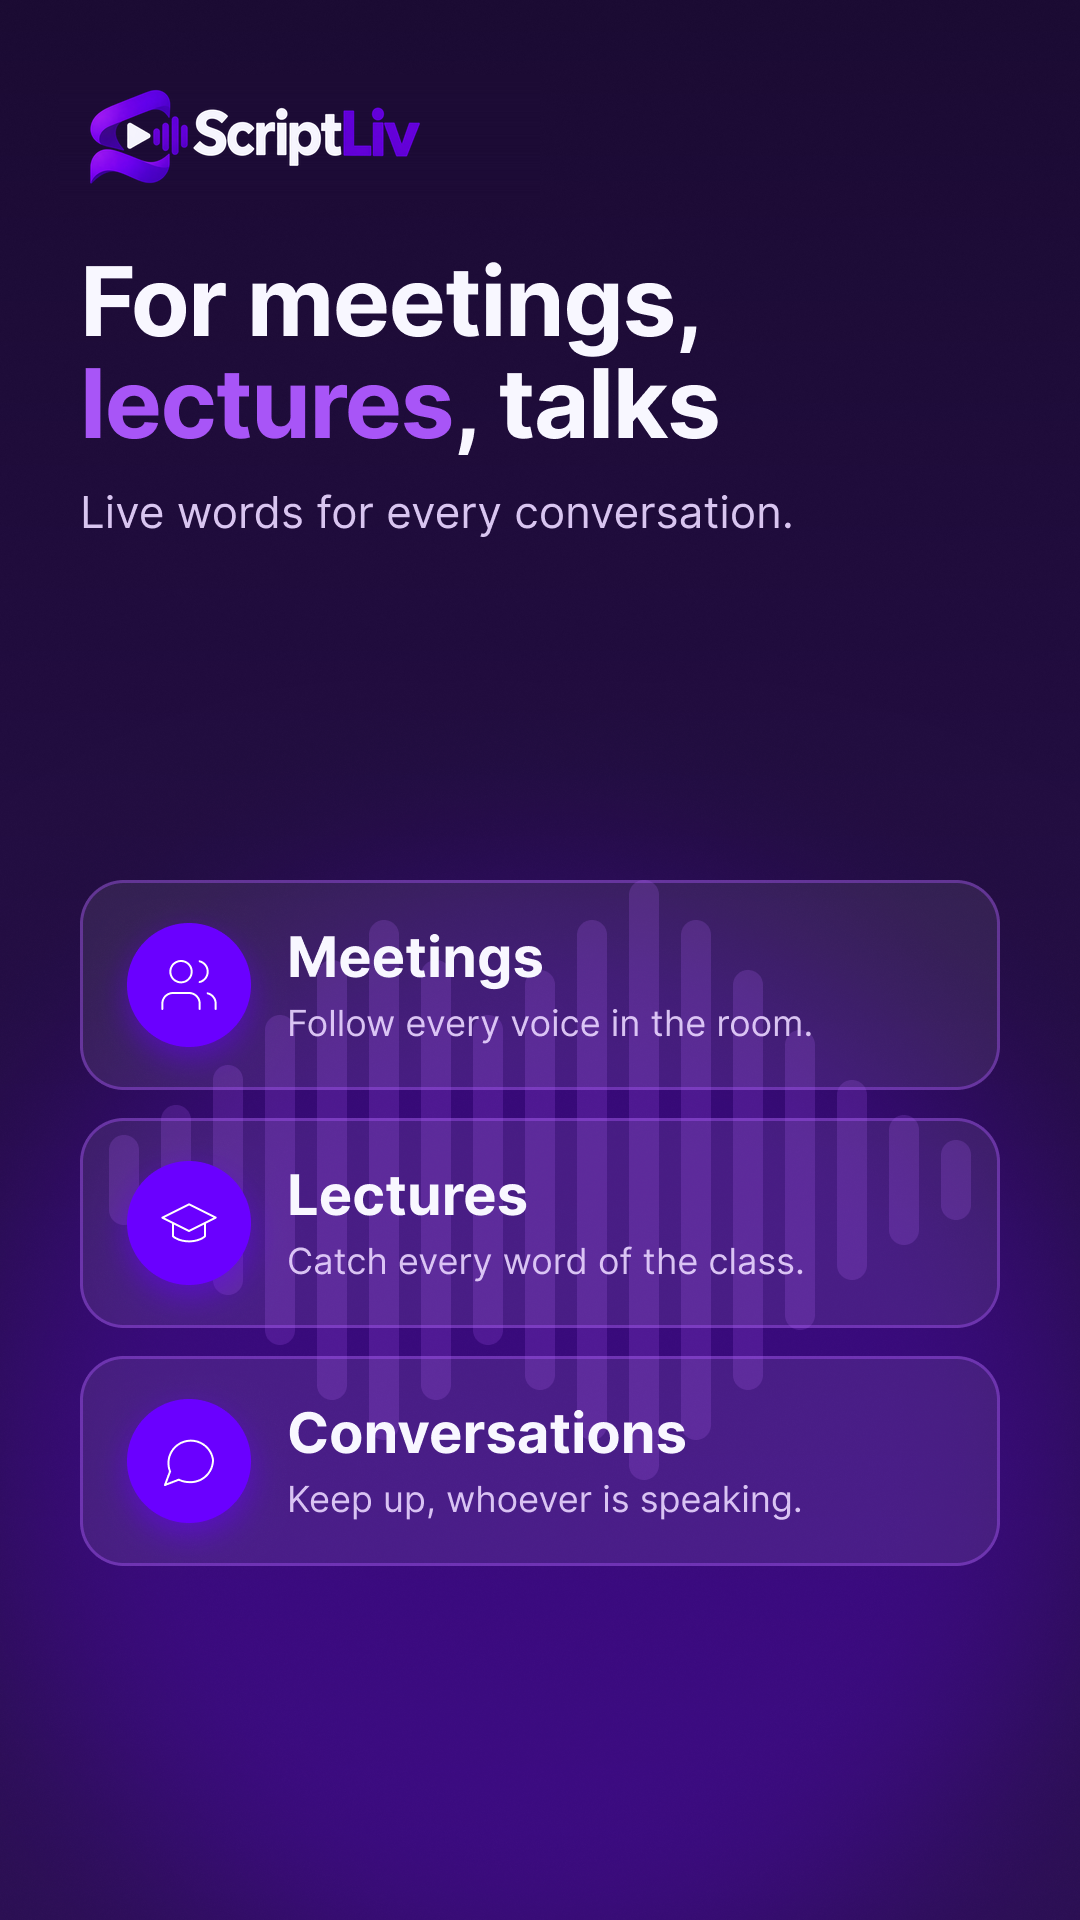 ScriptLiv
For meetings,
lectures, talks
Live words for every conversation.
Meetings
Follow every voice in the room.
Lectures
Catch every word of the class.
Conversations
Keep up, whoever is speaking.